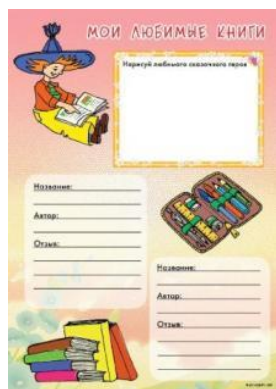 МОИ ЛЮБИМЫЕ КНИГИ
Нарисуй любимого сказочного героя
Название:
Автор:
Отзыв:
Название:
Автор:
Отзыв: